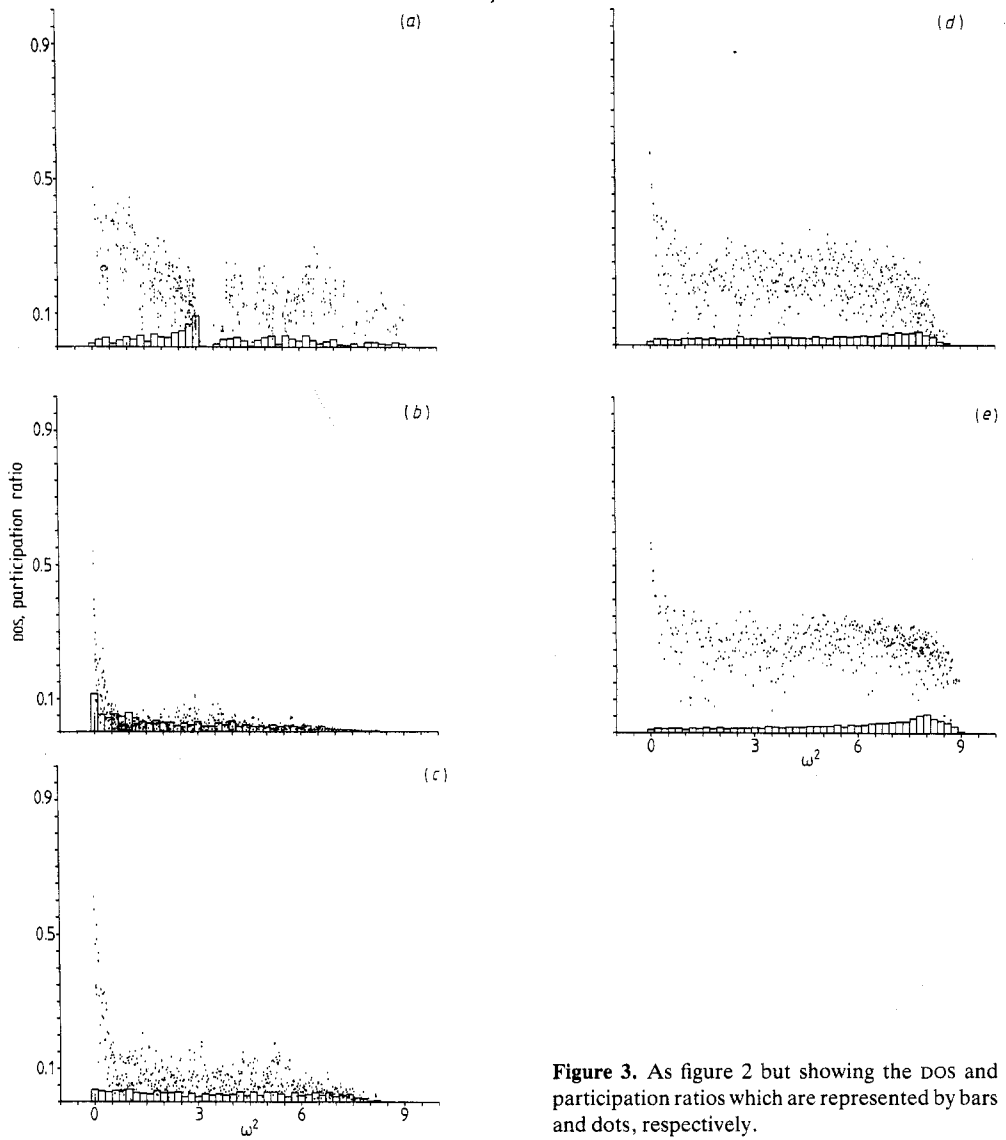 (a)
0.9
0.5
0.1
(d)
(b)
0.9
0.5
0.1
DOS, participation ratio
(e)
0 3 6 9
ω²
(c)
0.9
0.5
0.1
0 3 6 9
ω²
Figure 3. As figure 2 but showing the DOS and
participation ratios which are represented by bars
and dots, respectively.